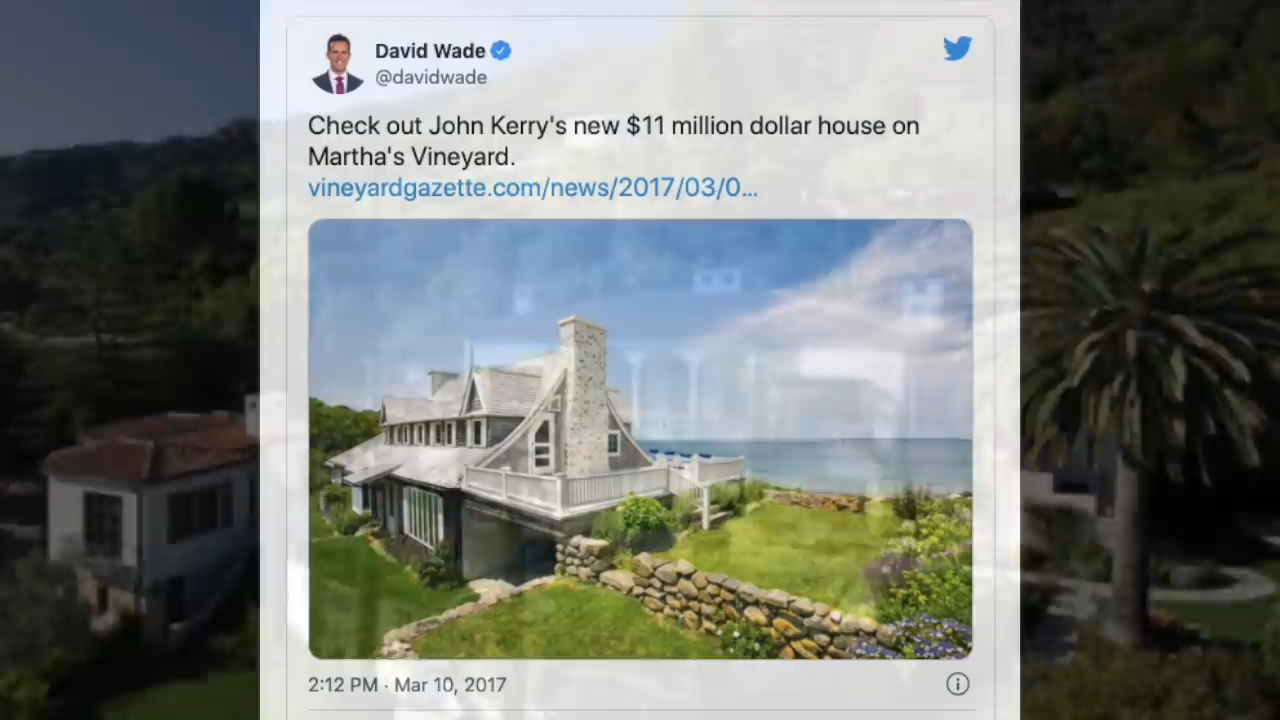 David Wade
@davidwade
Check out John Kerry's new $11 million dollar house on
Martha's Vineyard.
vineyardgazette.com/news/2017/03/0...
2:12 PM · Mar 10, 2017